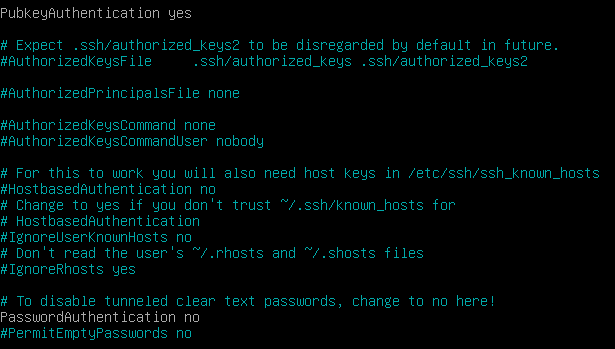 PubkeyAuthentication yes
# Expect .ssh/authorized_keys2 to be disregarded by default in future.
#AuthorizedKeysFile     .ssh/authorized_keys .ssh/authorized_keys2
#AuthorizedPrincipalsFile none
#AuthorizedKeysCommand none
#AuthorizedKeysCommandUser nobody
# For this to work you will also need host keys in /etc/ssh/ssh_known_hosts
#HostbasedAuthentication no
# Change to yes if you don't trust ~/.ssh/known_hosts for
# HostbasedAuthentication
#IgnoreUserKnownHosts no
# Don't read the user's ~/.rhosts and ~/.shosts files
#IgnoreRhosts yes
# To disable tunneled clear text passwords, change to no here!
PasswordAuthentication no
#PermitEmptyPasswords no